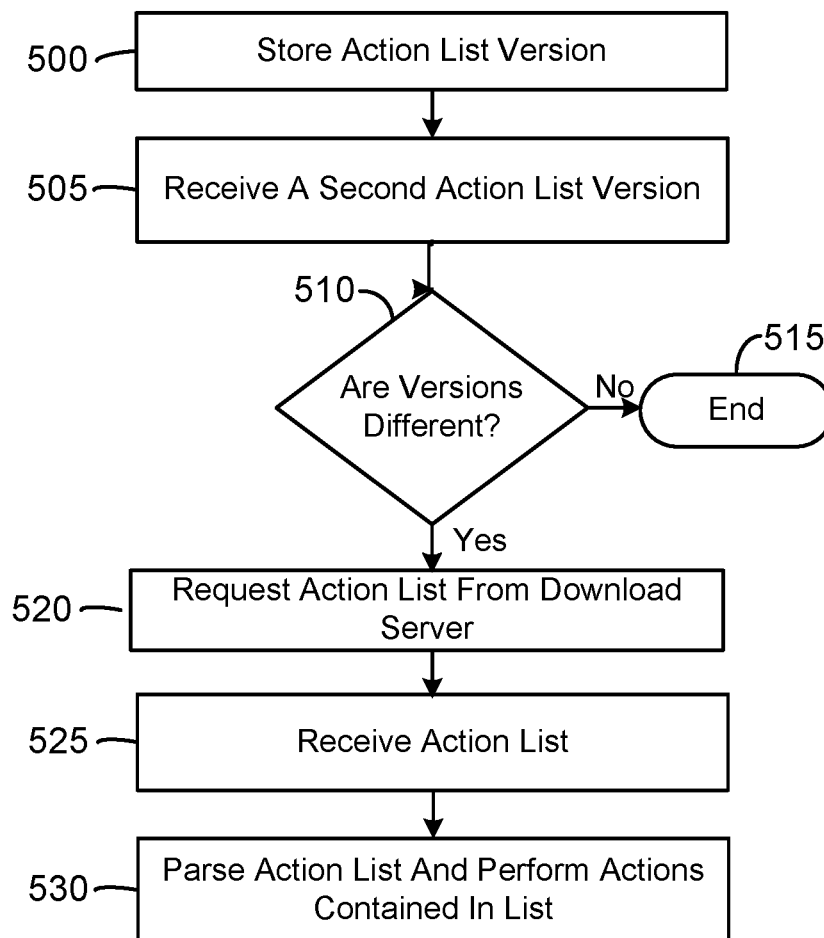 500
Store Action List Version
505
Receive A Second Action List Version
510
Are Versions
Different?
No
515
End
Yes
520
Request Action List From Download
Server
525
Receive Action List
530
Parse Action List And Perform Actions
Contained In List